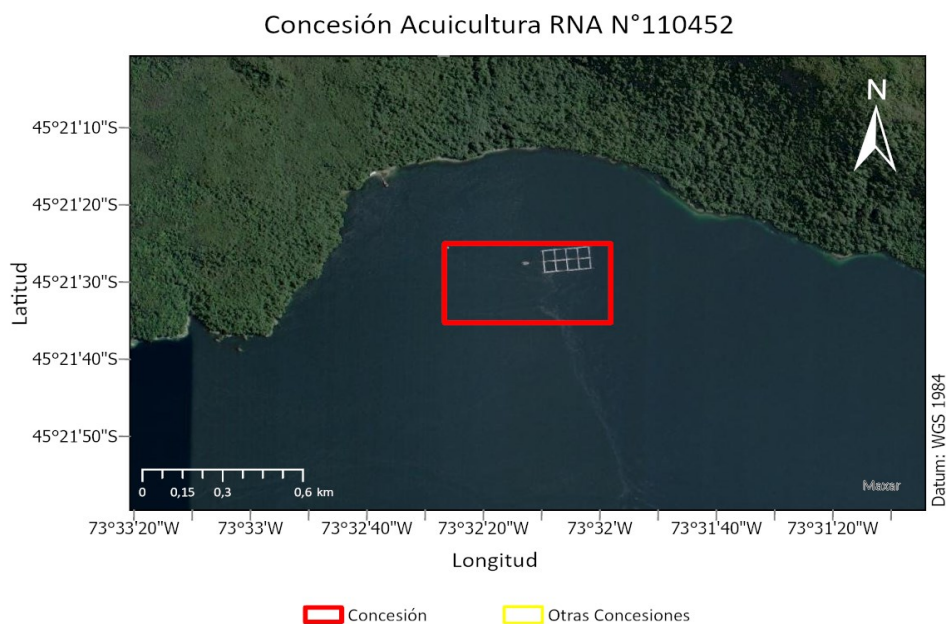 Concesión Acuicultura RNA N°110452
N
45°21'10"S
45°21'20"S
45°21'30"S
45°21'40"S
45°21'50"S
Latitud
0 0,15 0,3 0,6 km
Maxar
Datum: WGS 1984
73°33'20"W 73°33'W 73°32'40"W 73°32'20"W 73°32'W 73°31'40"W 73°31'20"W
Longitud
Concesión Otras Concesiones